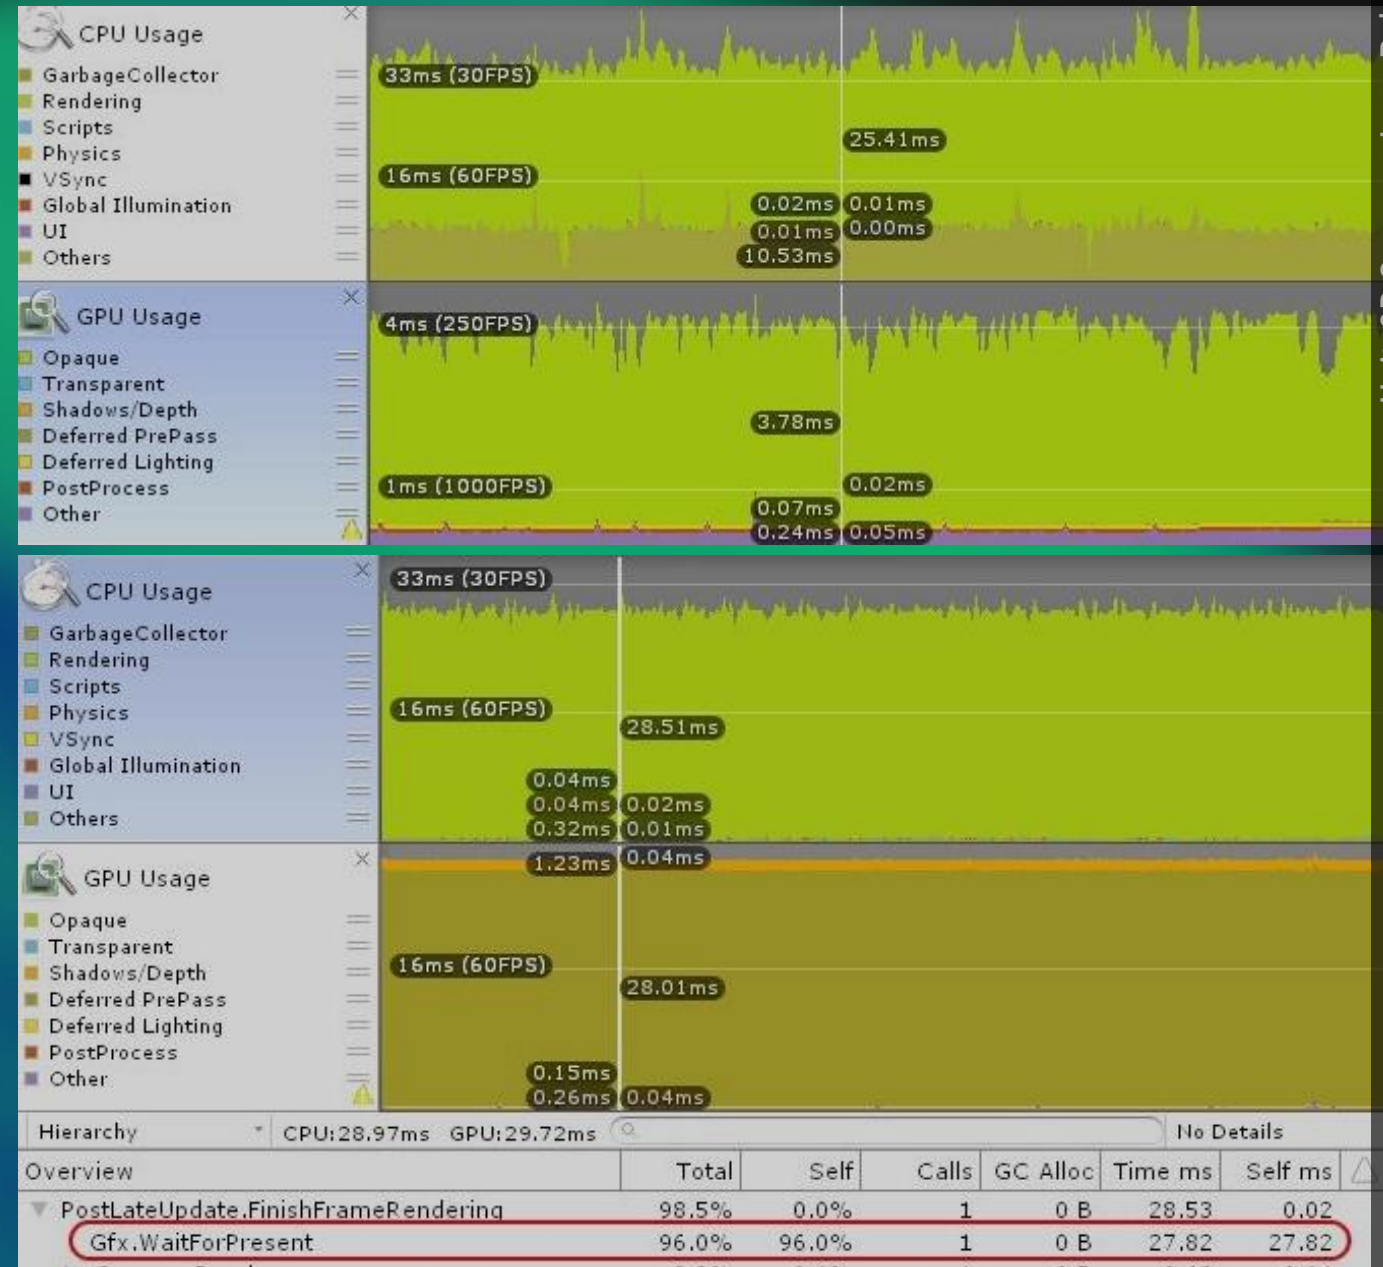 CPU Usage
GarbageCollector
Rendering
Scripts
Physics
VSync
Global Illumination
UI
Others
33ms (30FPS)
25.41ms
16ms (60FPS)
0.02ms 0.01ms
0.01ms 0.00ms
10.53ms
GPU Usage
Opaque
Transparent
Shadows/Depth
Deferred PrePass
Deferred Lighting
PostProcess
Other
4ms (250FPS)
3.78ms
1ms (1000FPS)
0.02ms
0.07ms
0.24ms 0.05ms
CPU Usage
GarbageCollector
Rendering
Scripts
Physics
VSync
Global Illumination
UI
Others
33ms (30FPS)
16ms (60FPS)
28.51ms
0.04ms
0.04ms 0.02ms
0.32ms 0.01ms
GPU Usage
Opaque
Transparent
Shadows/Depth
Deferred PrePass
Deferred Lighting
PostProcess
Other
1.23ms 0.04ms
16ms (60FPS)
28.01ms
0.15ms
0.26ms 0.04ms
Hierarchy CPU:28.97ms GPU:29.72ms No Details
Overview Total Self Calls GC Alloc Time ms Self ms
PostLateUpdate.FinishFrameRendering 98.5% 0.0% 1 0 B 28.53 0.02
Gfx.WaitForPresent 96.0% 96.0% 1 0 B 27.82 27.82